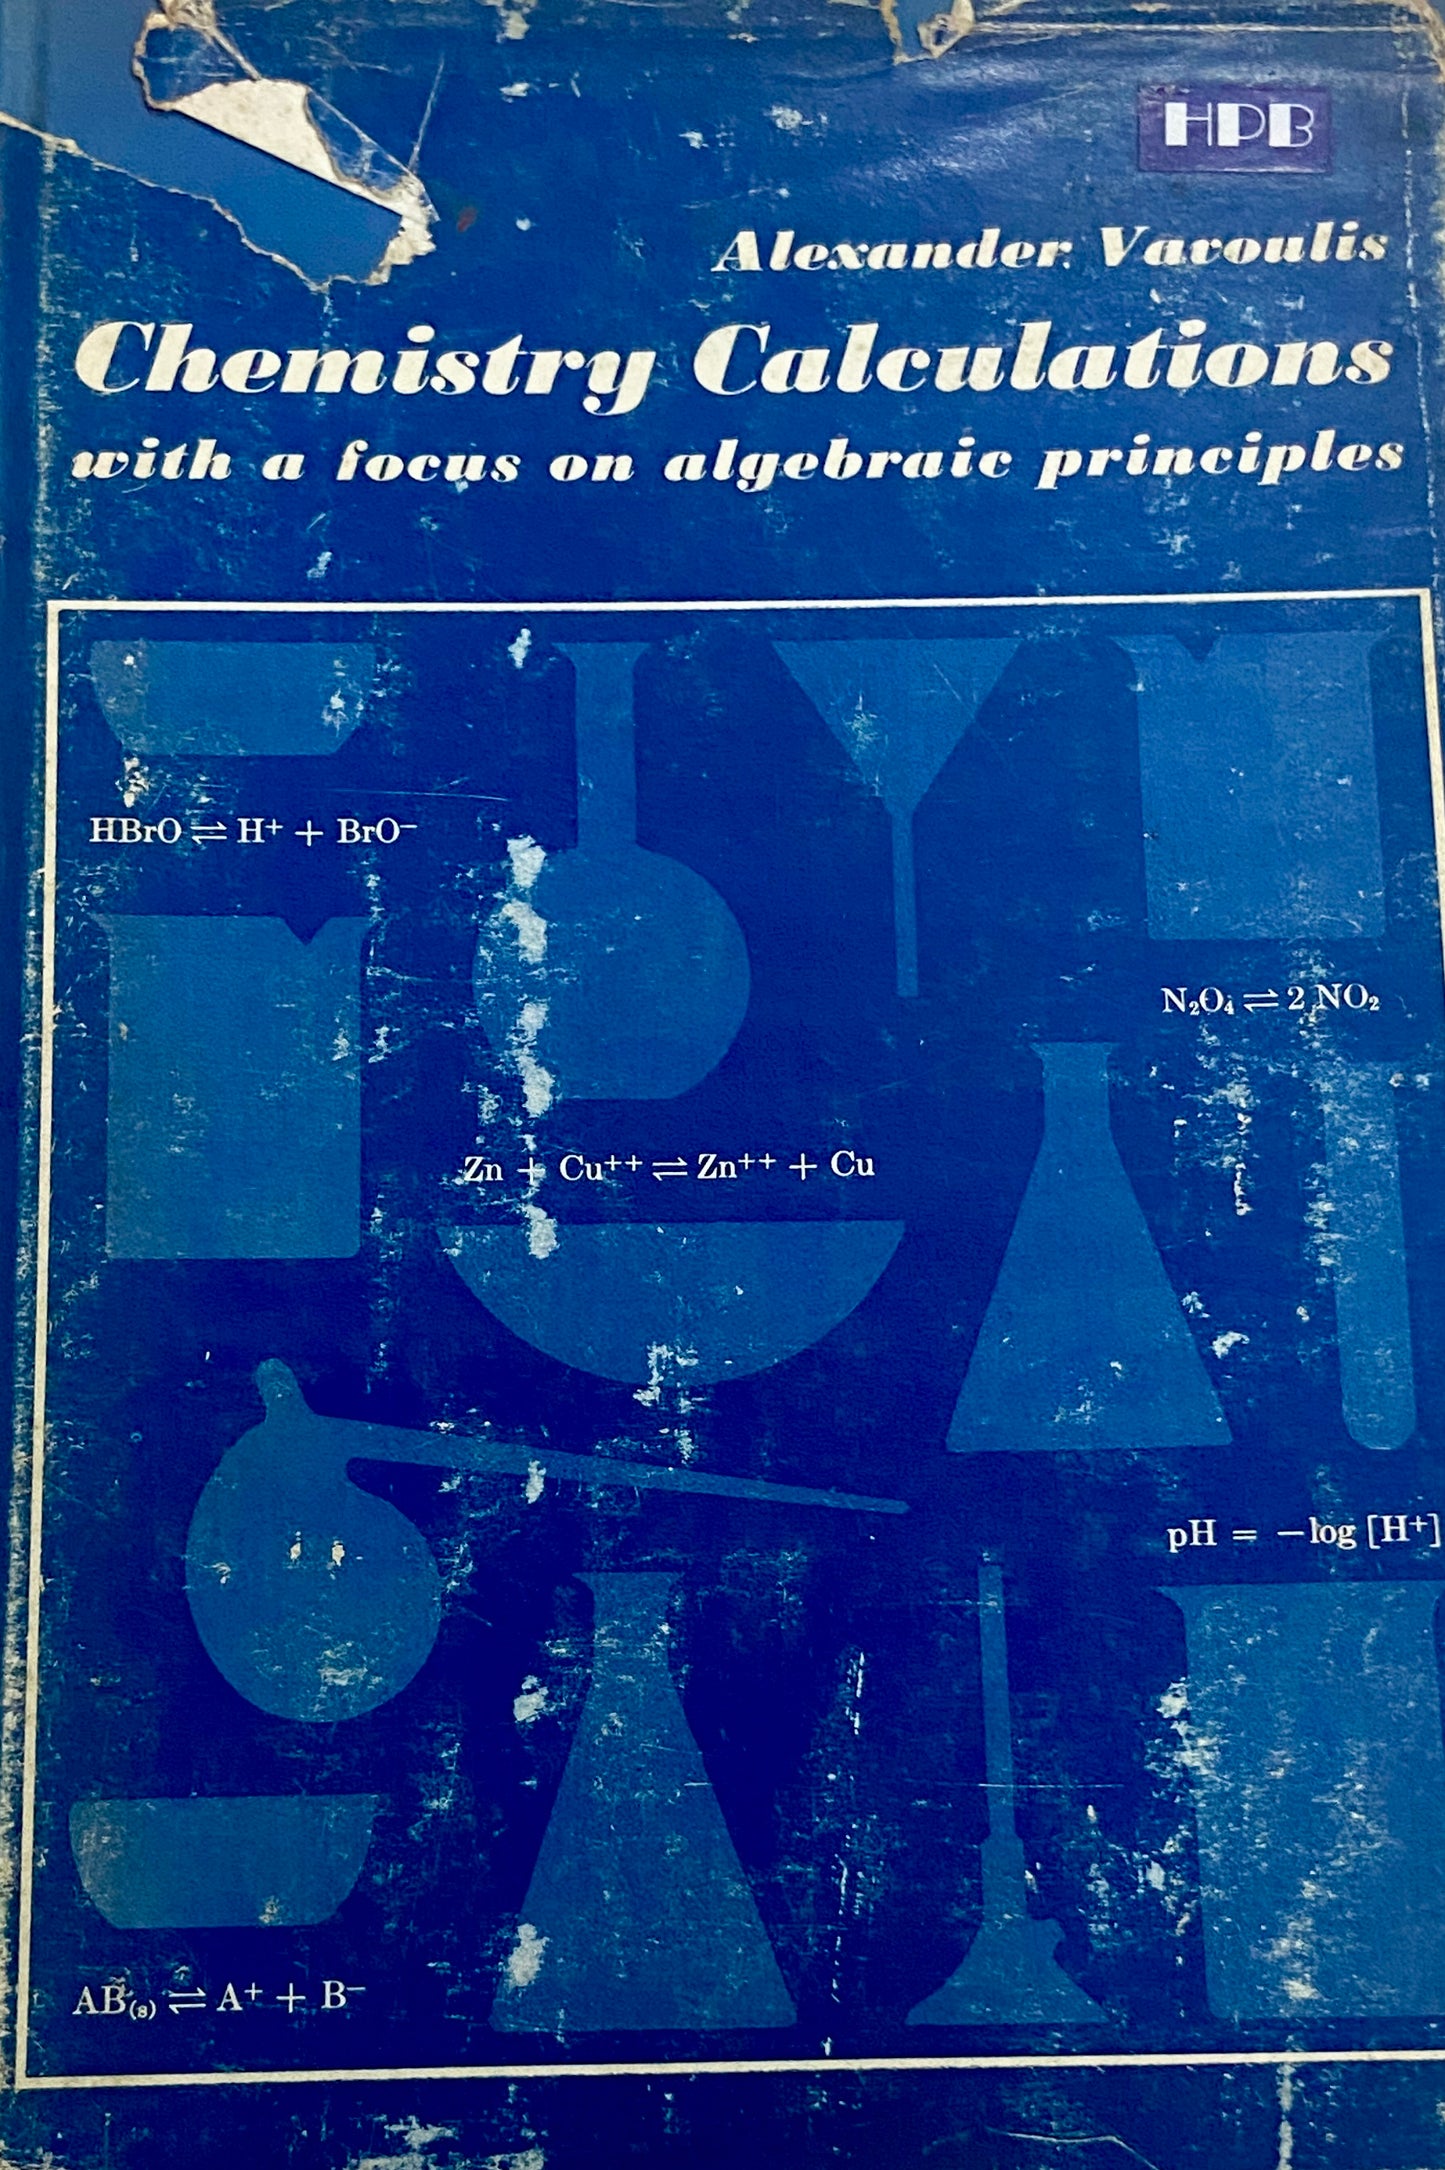 HPB
Alexander Vavoulis
Chemistry Calculations
with a focus on algebraic principles
HBrO ⇌ H⁺ + BrO⁻
N₂O₄ ⇌ 2 NO₂
Zn + Cu⁺⁺ ⇌ Zn⁺⁺ + Cu
pH = −log [H⁺]
AB₍s₎ ⇌ A⁺ + B⁻